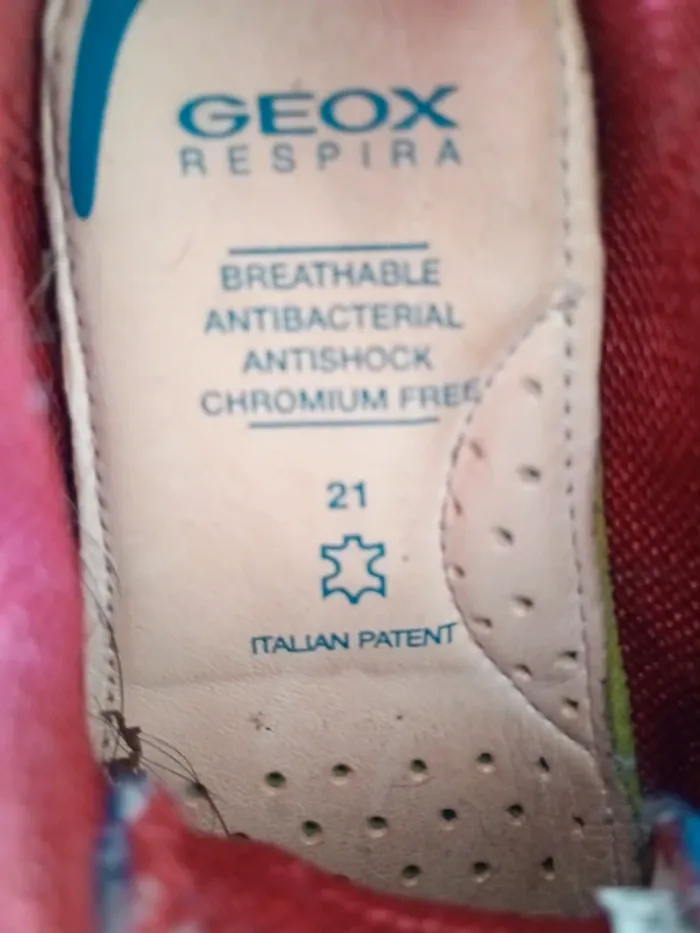 GEOX
RESPIRA
BREATHABLE
ANTIBACTERIAL
ANTISHOCK
CHROMIUM FREE
21
ITALIAN PATENT